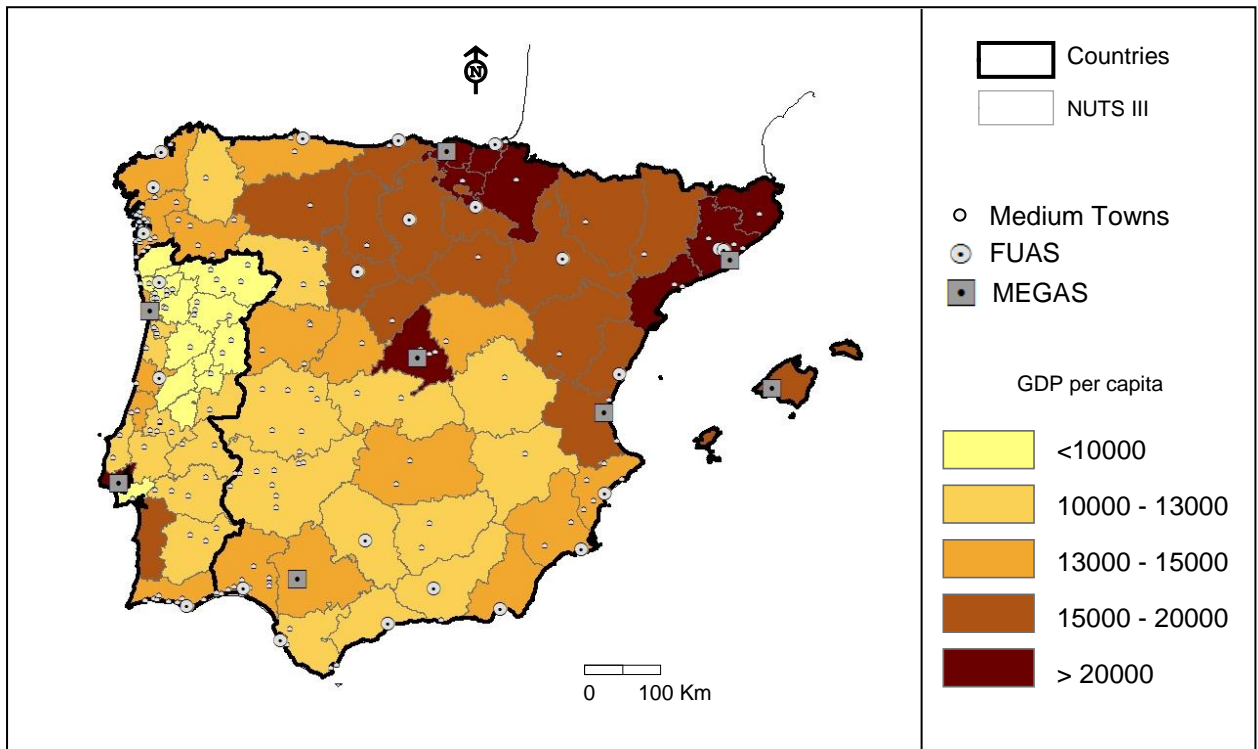 N
0 100 Km
Countries
NUTS III
Medium Towns
FUAS
MEGAS
GDP per capita
<10000
10000 - 13000
13000 - 15000
15000 - 20000
> 20000